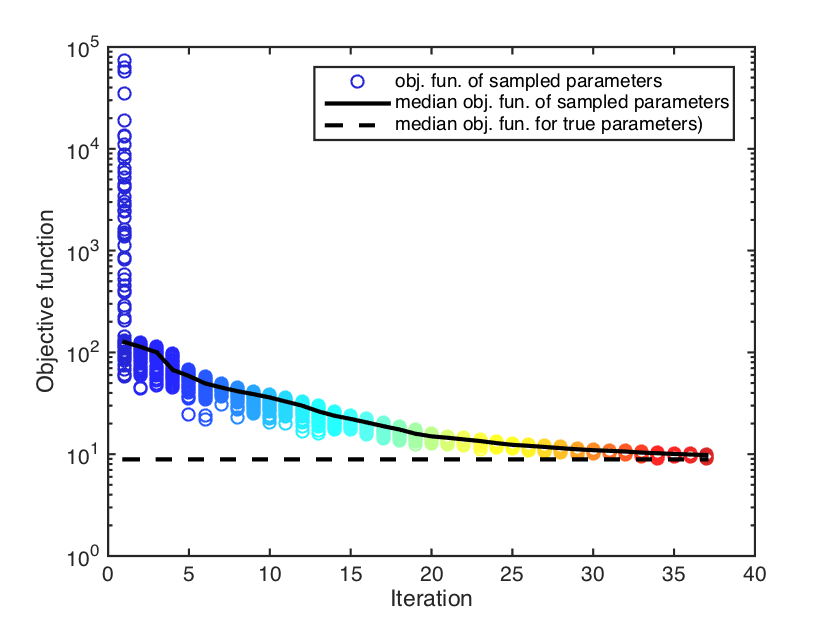 10^5
10^4
10^3
10^2
10^1
10^0
Objective function
obj. fun. of sampled parameters
median obj. fun. of sampled parameters
median obj. fun. for true parameters)
0 5 10 15 20 25 30 35 40
Iteration